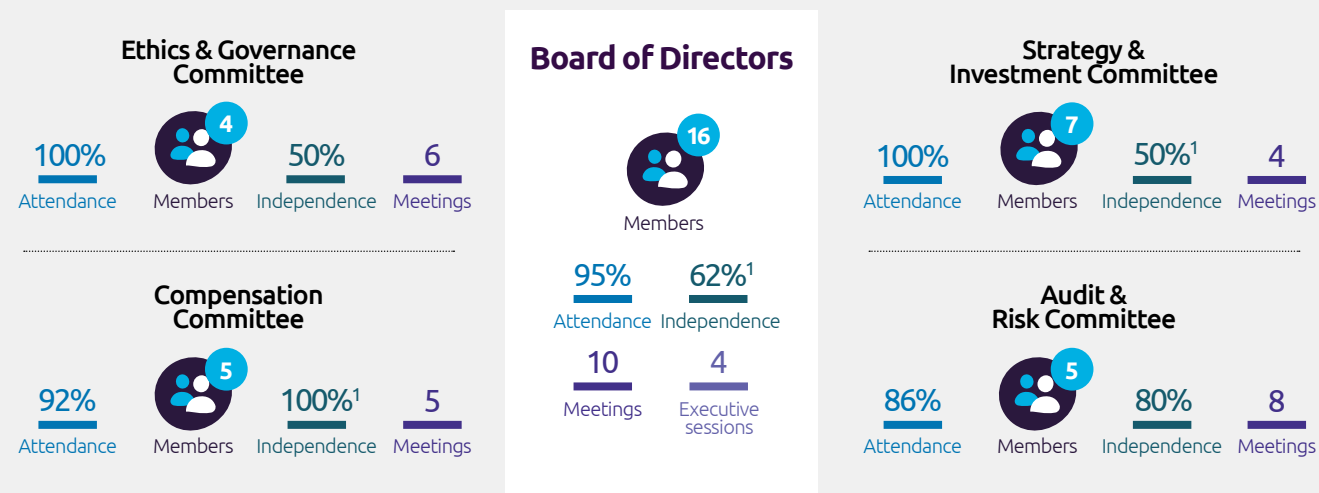 Ethics & Governance
Committee
4
100%
50%
6
Attendance
Members
Independence
Meetings
Compensation
Committee
5
92%
100%¹
5
Attendance
Members
Independence
Meetings
Board of Directors
16
Members
95%
62%¹
Attendance
Independence
10
4
Meetings
Executive
sessions
Strategy &
Investment Committee
7
100%
50%¹
4
Attendance
Members
Independence
Meetings
Audit &
Risk Committee
5
86%
80%
8
Attendance
Members
Independence
Meetings